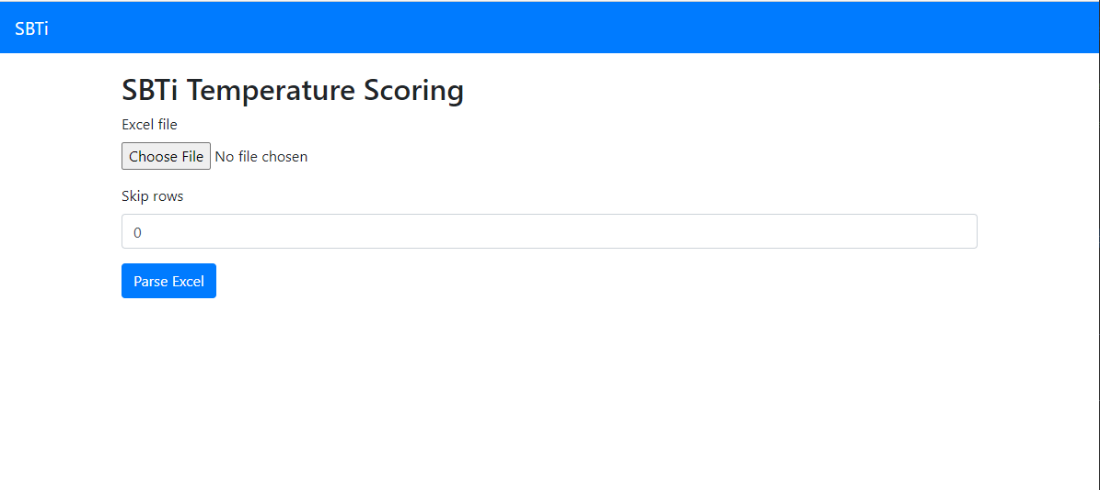 SBTi
SBTi Temperature Scoring
Excel file
Choose File No file chosen
Skip rows
0
Parse Excel